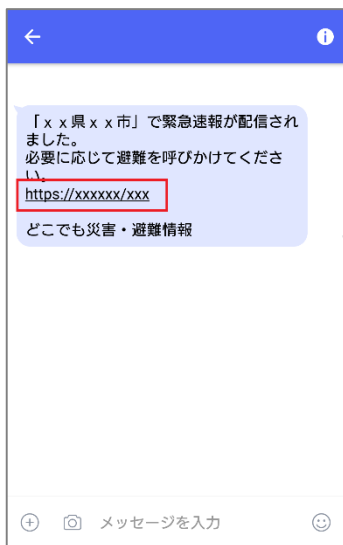 「ｘｘ県ｘｘ市」で緊急速報が配信され
ました。
必要に応じて避難を呼びかけてくださ
い。
https://xxxxxx/xxx
どこでも災害・避難情報
メッセージを入力